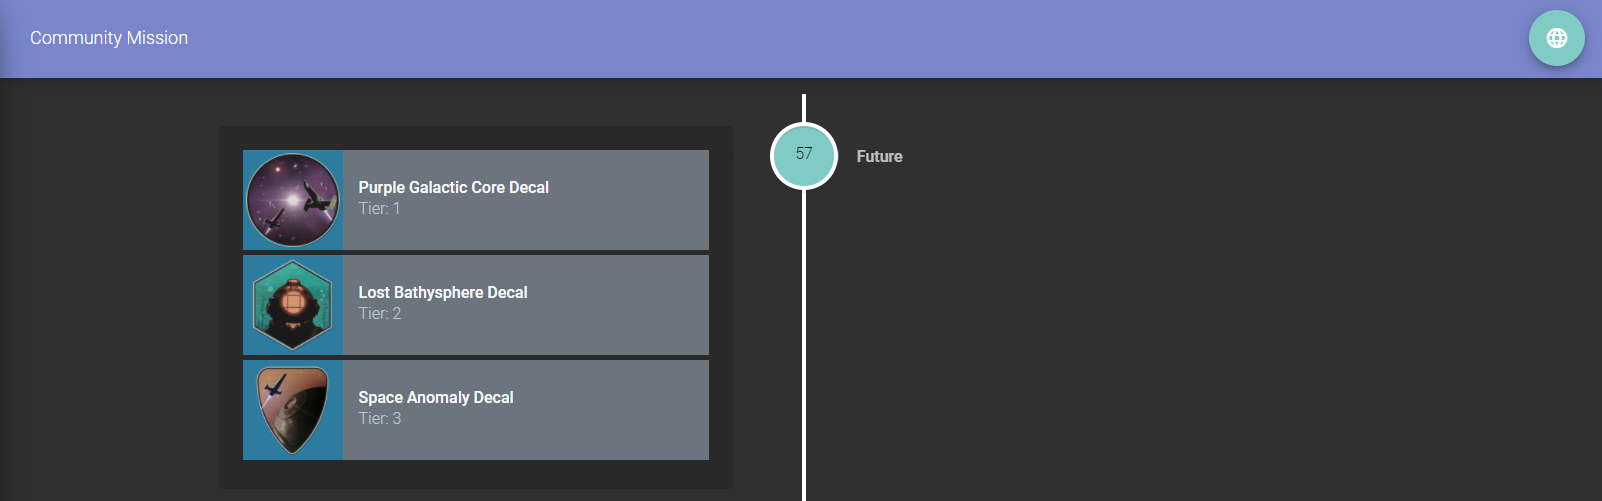 Community Mission
Purple Galactic Core Decal
Tier: 1
Lost Bathysphere Decal
Tier: 2
Space Anomaly Decal
Tier: 3
57
Future